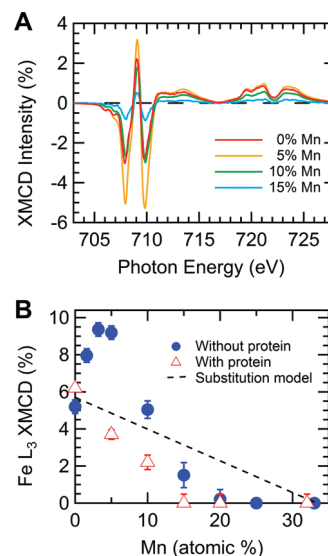 A
XMCD Intensity (%)
4
2
0
-2
-4
-6
0% Mn
5% Mn
10% Mn
15% Mn
705 710 715 720 725
Photon Energy (eV)
B
Fe L3 XMCD (%)
10
8
6
4
2
0
Without protein
With protein
Substitution model
0 10 20 30
Mn (atomic %)